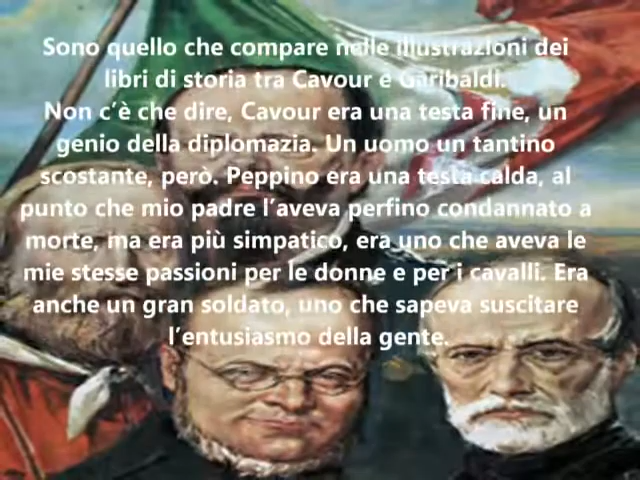 Sono quello che compare nelle illustrazioni dei
libri di storia tra Cavour e Garibaldi.
Non c'è che dire, Cavour era una testa fine, un
genio della diplomazia. Un uomo un tantino
scostante, però. Peppino era una testa calda, al
punto che mio padre l'aveva perfino condannato a
morte, ma era più simpatico, era uno che aveva le
mie stesse passioni per le donne e per i cavalli. Era
anche un gran soldato, uno che sapeva suscitare
l'entusiasmo della gente.